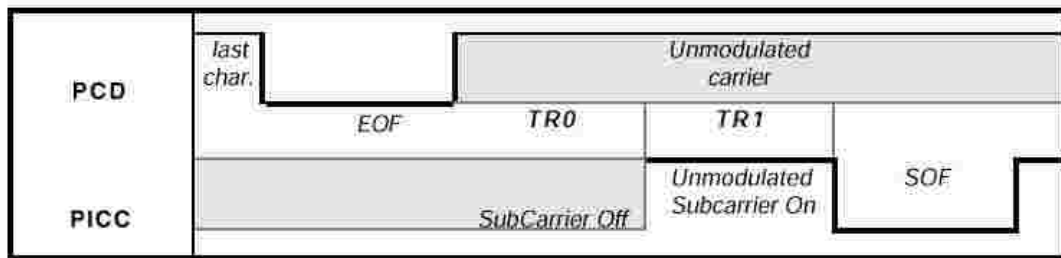 last
char.
Unmodulated
carrier
PCD
EOF
TR0
TR1
Unmodulated
Subcarrier On
SOF
PICC
SubCarrier Off